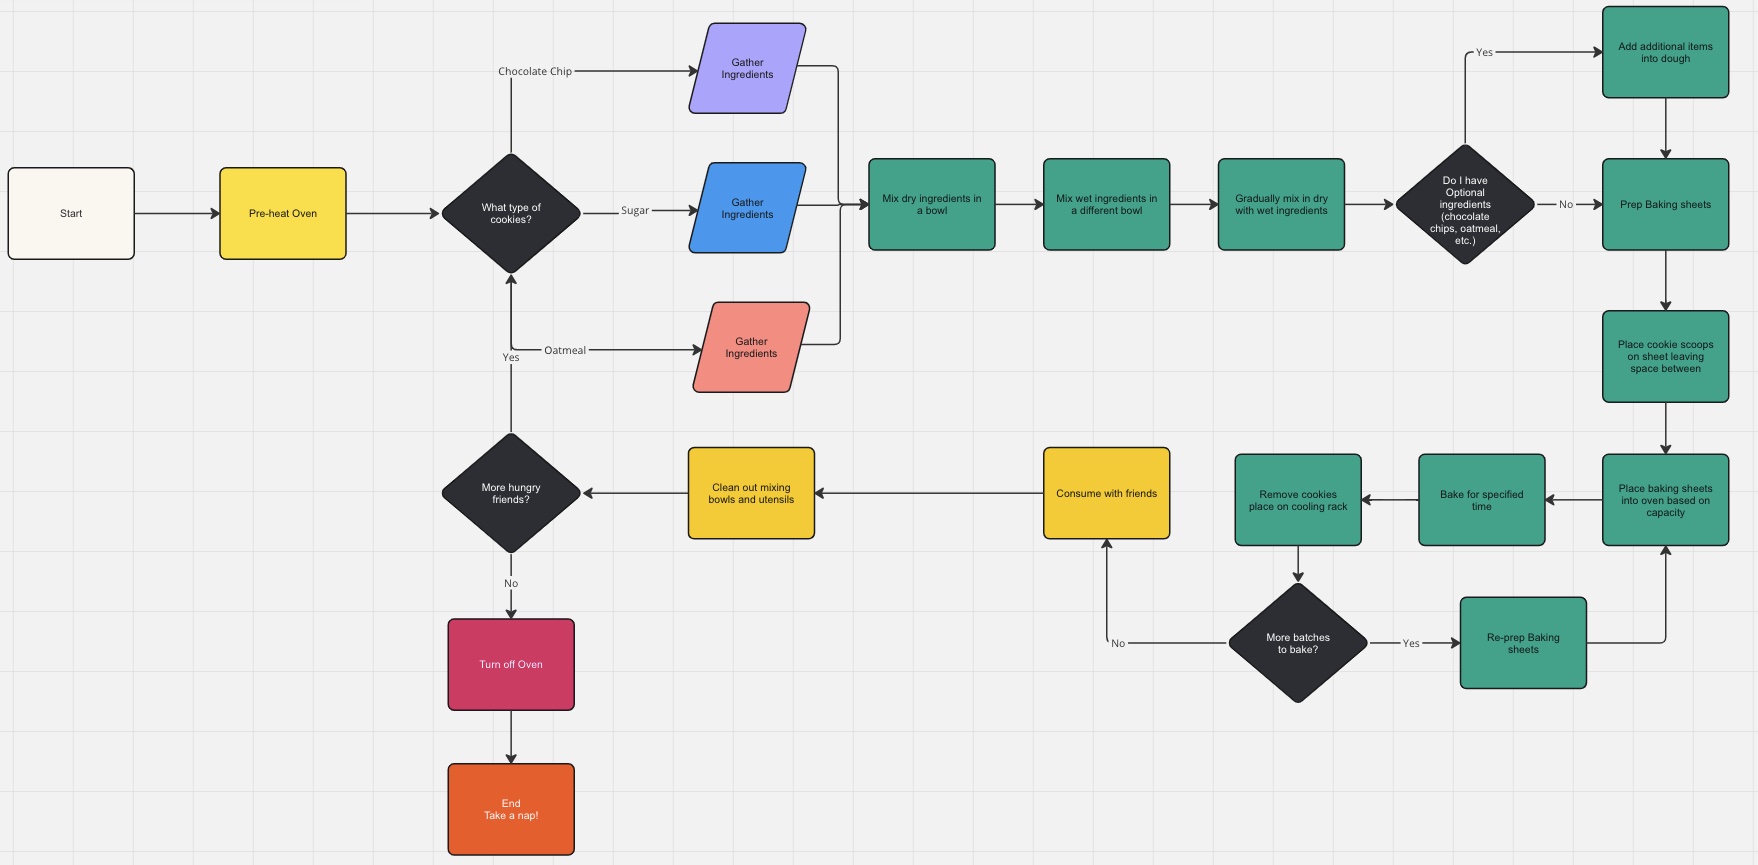 Start
Pre-heat Oven
What type of
cookies?
Chocolate Chip
Sugar
Oatmeal
Gather
Ingredients
Gather
Ingredients
Gather
Ingredients
Mix dry ingredients in
a bowl
Mix wet ingredients in
a different bowl
Gradually mix in dry
with wet ingredients
Do I have
Optional
ingredients
(chocolate
chips, oatmeal,
etc.)
Yes
No
Add additional items
into dough
Prep Baking sheets
Place cookie scoops
on sheet leaving
space between
Place baking sheets
into oven based on
capacity
Bake for specified
time
Remove cookies
place on cooling rack
More batches
to bake?
Yes
Re-prep Baking
sheets
No
Consume with friends
Clean out mixing
bowls and utensils
More hungry
friends?
Yes
No
Turn off Oven
End
Take a nap!